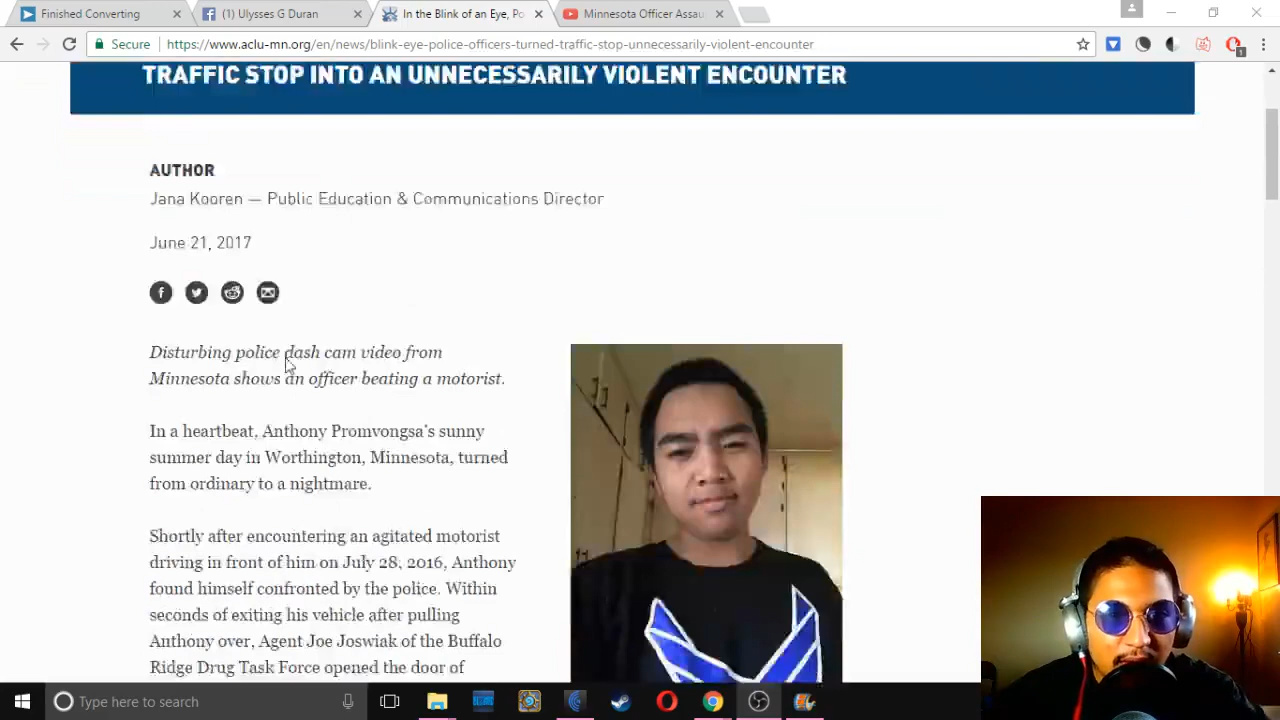 Finished Converting
(1) Ulysses G Duran
In the Blink of an Eye, Po
Minnesota Officer Assau
Secure
https://www.aclu-mn.org/en/news/blink-eye-police-officers-turned-traffic-stop-unnecessarily-violent-encounter
TRAFFIC STOP INTO AN UNNECESSARILY VIOLENT ENCOUNTER
AUTHOR
Jana Kooren — Public Education & Communications Director
June 21, 2017
Disturbing police dash cam video from
Minnesota shows an officer beating a motorist.
In a heartbeat, Anthony Promvongsa's sunny
summer day in Worthington, Minnesota, turned
from ordinary to a nightmare.
Shortly after encountering an agitated motorist
driving in front of him on July 28, 2016, Anthony
found himself confronted by the police. Within
seconds of exiting his vehicle after pulling
Anthony over, Agent Joe Joswiak of the Buffalo
Ridge Drug Task Force opened the door of
Type here to search